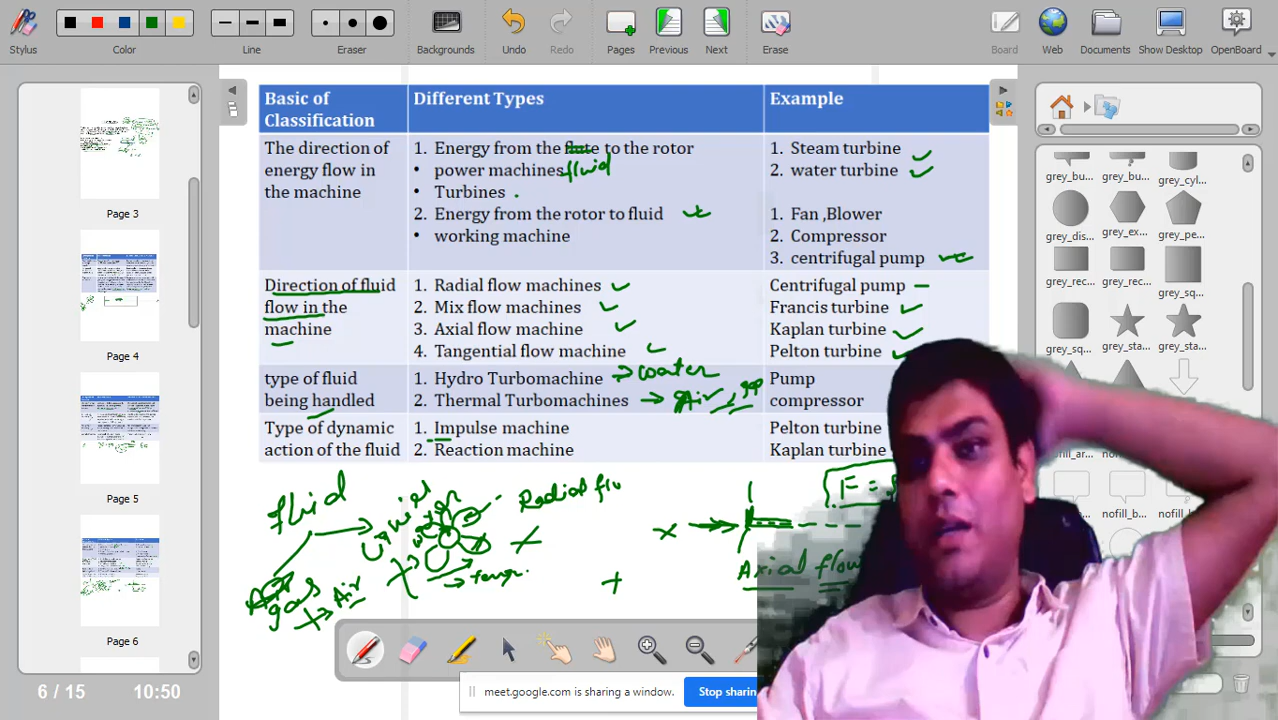 Stylus
Color
Line
Eraser
Backgrounds
Undo
Redo
Pages
Previous
Next
Erase
Board
Web
Documents
Show Desktop
OpenBoard
Page 3
Page 4
Page 5
Page 6
6 / 15
10:50
Basic of Classification
Different Types
Example
The direction of
energy flow in
the machine
1. Energy from the to the rotor
• power machines fluid
• Turbines
2. Energy from the rotor to fluid
• working machine
1. Steam turbine
2. water turbine
1. Fan ,Blower
2. Compressor
3. centrifugal pump
Direction of fluid
flow in the
machine
1. Radial flow machines
2. Mix flow machines
3. Axial flow machine
4. Tangential flow machine
Centrifugal pump
Francis turbine
Kaplan turbine
Pelton turbine
type of fluid
being handled
1. Hydro Turbomachine → water
2. Thermal Turbomachines → Air
Pump
compressor
Type of dynamic
action of the fluid
1. Impulse machine
2. Reaction machine
Pelton turbine
Kaplan turbine
fluid
Radial flu
F =
Axial flow
gas
Air
grey_bu...
grey_bu...
grey_cyl...
grey_dis...
grey_ex...
grey_pe...
grey_rec...
grey_rec...
grey_sq...
grey_sq...
grey_sta...
grey_sta...
nofill_ar...
nofill_b...
nofill_bu...
meet.google.com is sharing a window.
Stop sharin